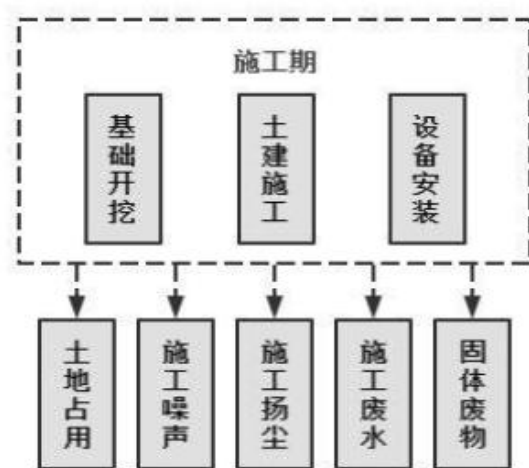 施工期
基础开挖
土建施工
设备安装
土地占用
施工噪声
施工扬尘
施工废水
固体废物